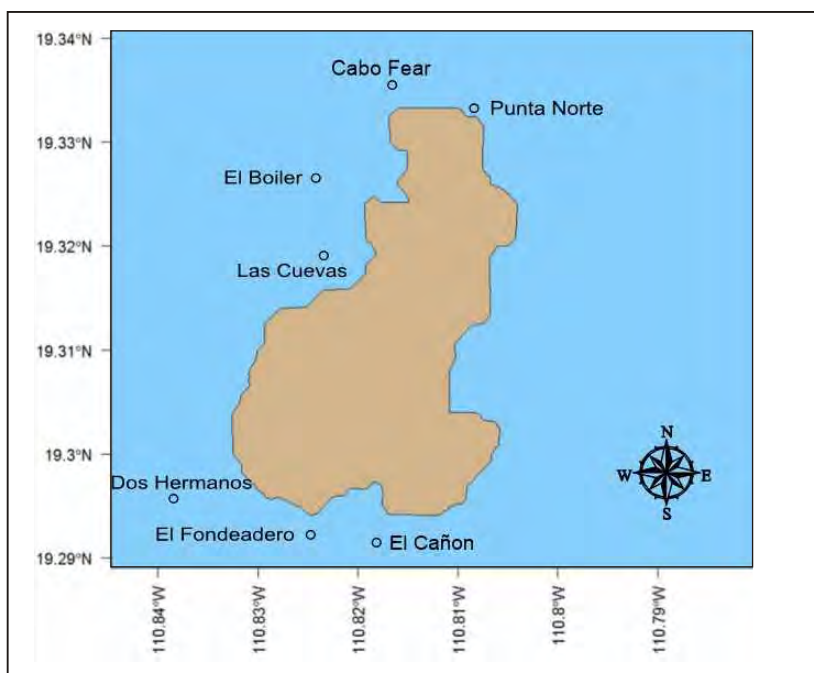 19.34°N
Cabo Fear
Punta Norte
19.33°N
El Boiler
19.32°N
Las Cuevas
19.31°N
N
19.3°N
W E
Dos Hermanos
S
El Fondeadero
El Cañon
19.29°N
110.84°W
110.83°W
110.82°W
110.81°W
110.8°W
110.79°W